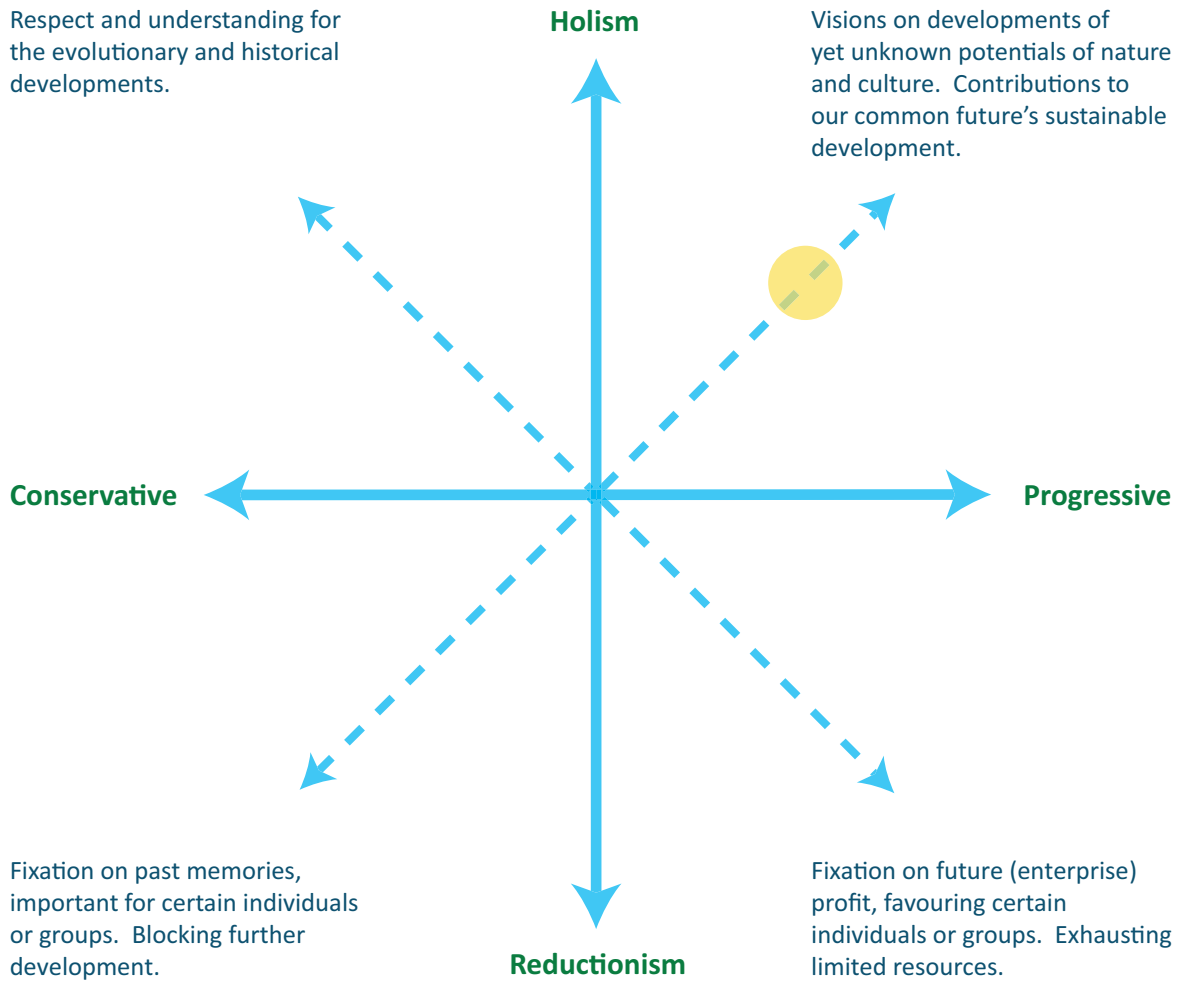 Respect and understanding for
the evolutionary and historical
developments.
Holism
Visions on developments of
yet unknown potentials of nature
and culture.  Contributions to
our common future’s sustainable
development.
Conservative
Progressive
Fixation on past memories,
important for certain individuals
or groups.  Blocking further
development.
Reductionism
Fixation on future (enterprise)
profit, favouring certain
individuals or groups.  Exhausting
limited resources.